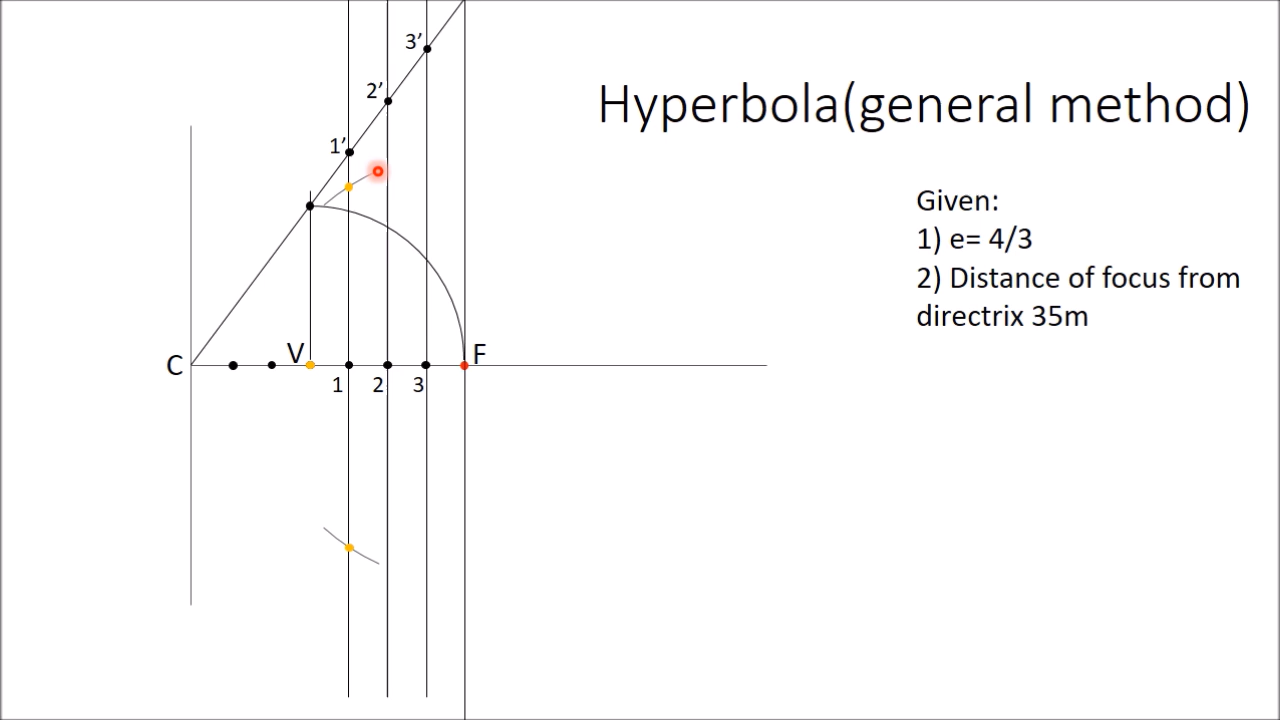 Hyperbola(general method)
Given:
1) e= 4/3
2) Distance of focus from
directrix 35m
3’
2’
1’
C
V
F
1
2
3